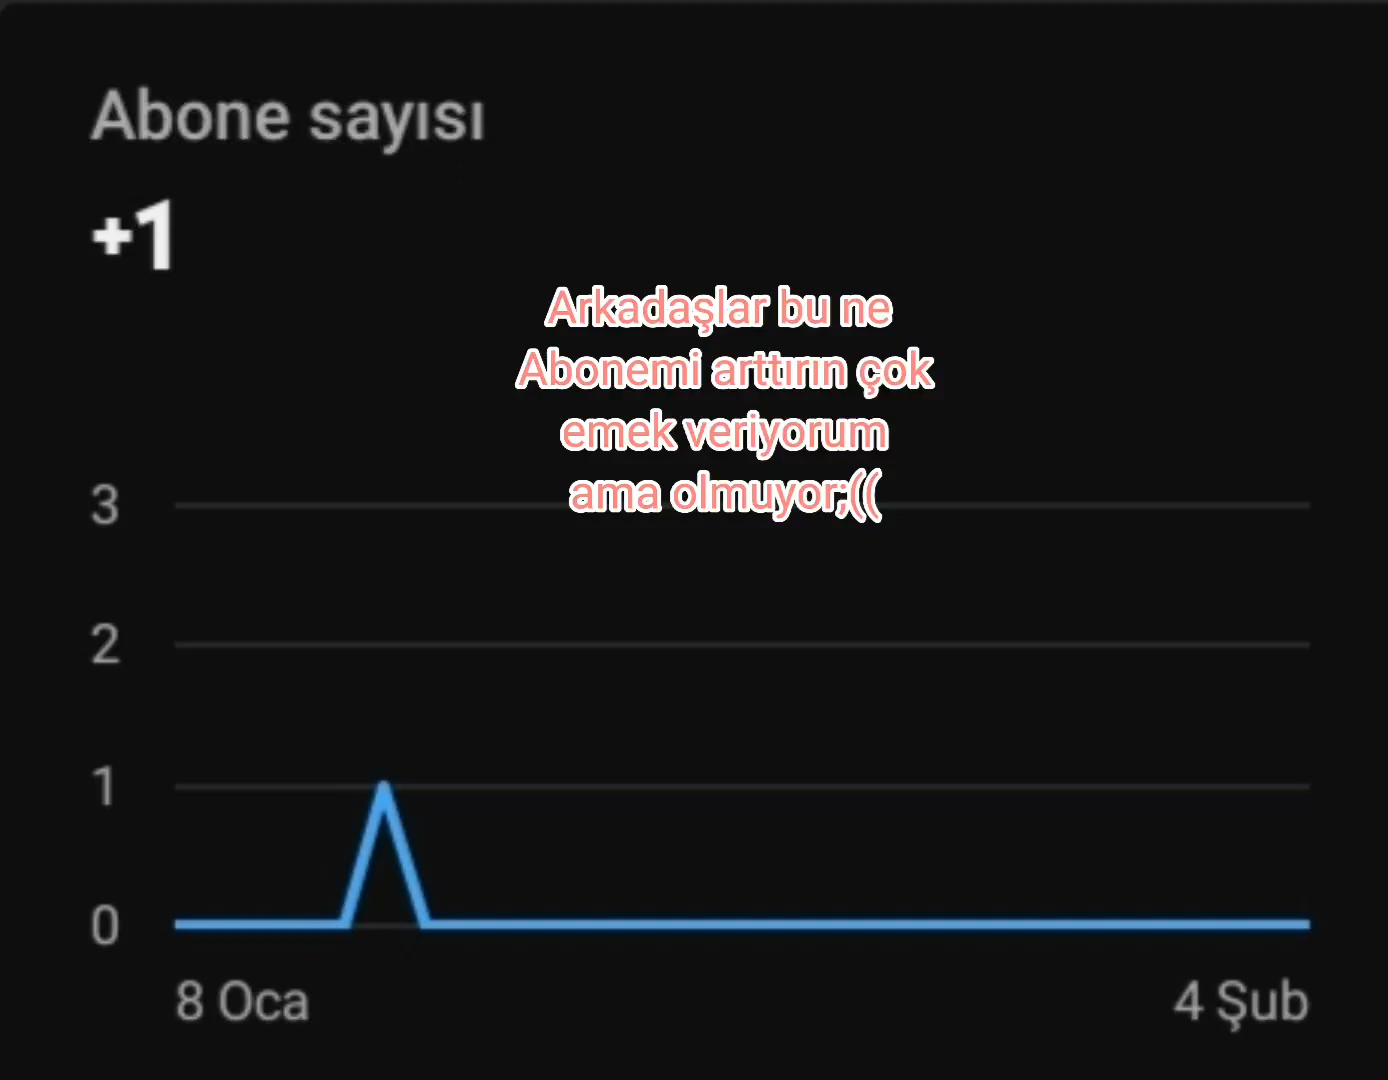 Abone sayısı
+1
Arkadaşlar bu ne
Abonemi arttırın çok
emek veriyorum
ama olmuyor;((
3
2
1
0
8 Oca
4 Şub